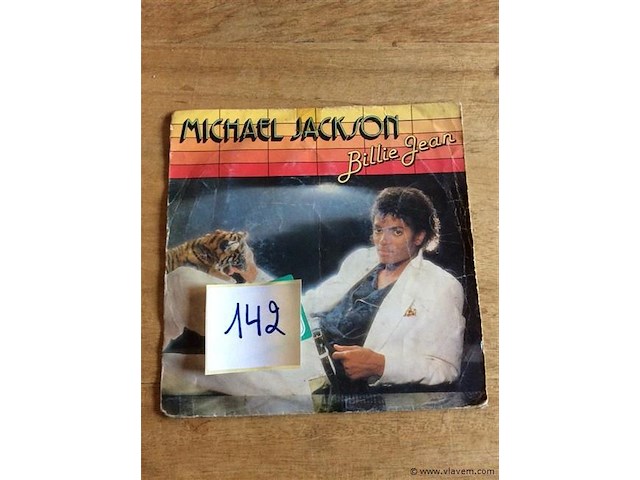 MICHAEL JACKSON
Billie Jean
142
© www.vlavem.com